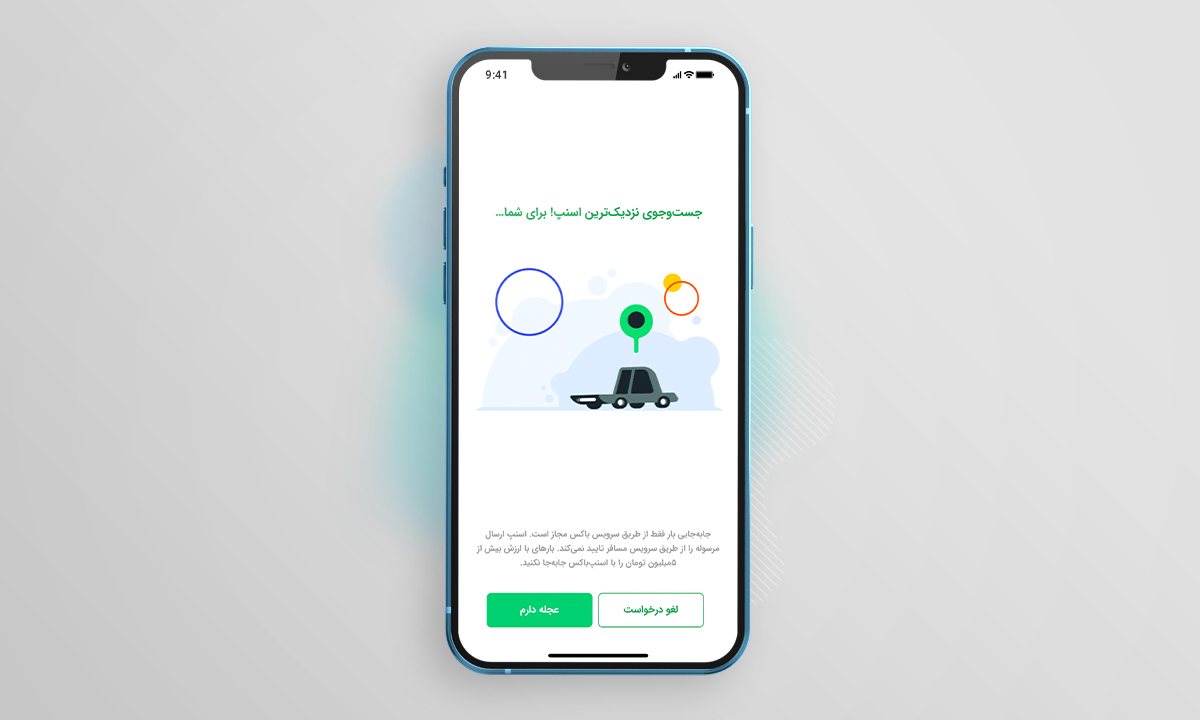 9:41
جست‌وجوی نزدیک‌ترین اسنپ! برای شما...
جابه‌جایی بار فقط از طریق سرویس باکس مجاز است. اسنپ ارسال
مرسوله را از طریق سرویس مسافر تایید نمی‌کند. بارهای با ارزش بیش از
۵میلیون تومان را با اسنپ‌باکس جابه‌جا نکنید.
لغو درخواست
عجله دارم